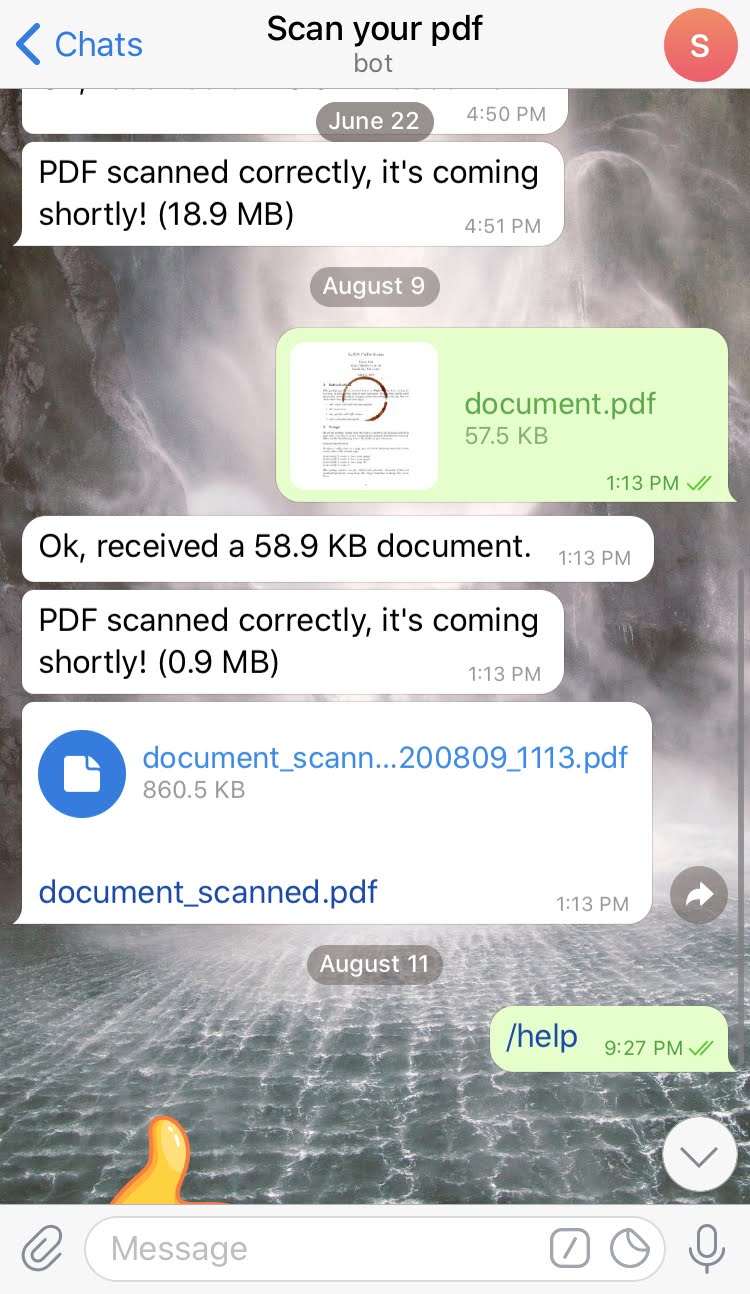 Chats
Scan your pdf
bot
S
4:50 PM
June 22
PDF scanned correctly, it's coming
shortly! (18.9 MB)
4:51 PM
August 9
document.pdf
57.5 KB
1:13 PM
Ok, received a 58.9 KB document.
1:13 PM
PDF scanned correctly, it's coming
shortly! (0.9 MB)
1:13 PM
document_scann...200809_1113.pdf
860.5 KB
document_scanned.pdf
1:13 PM
August 11
/help
9:27 PM
Message